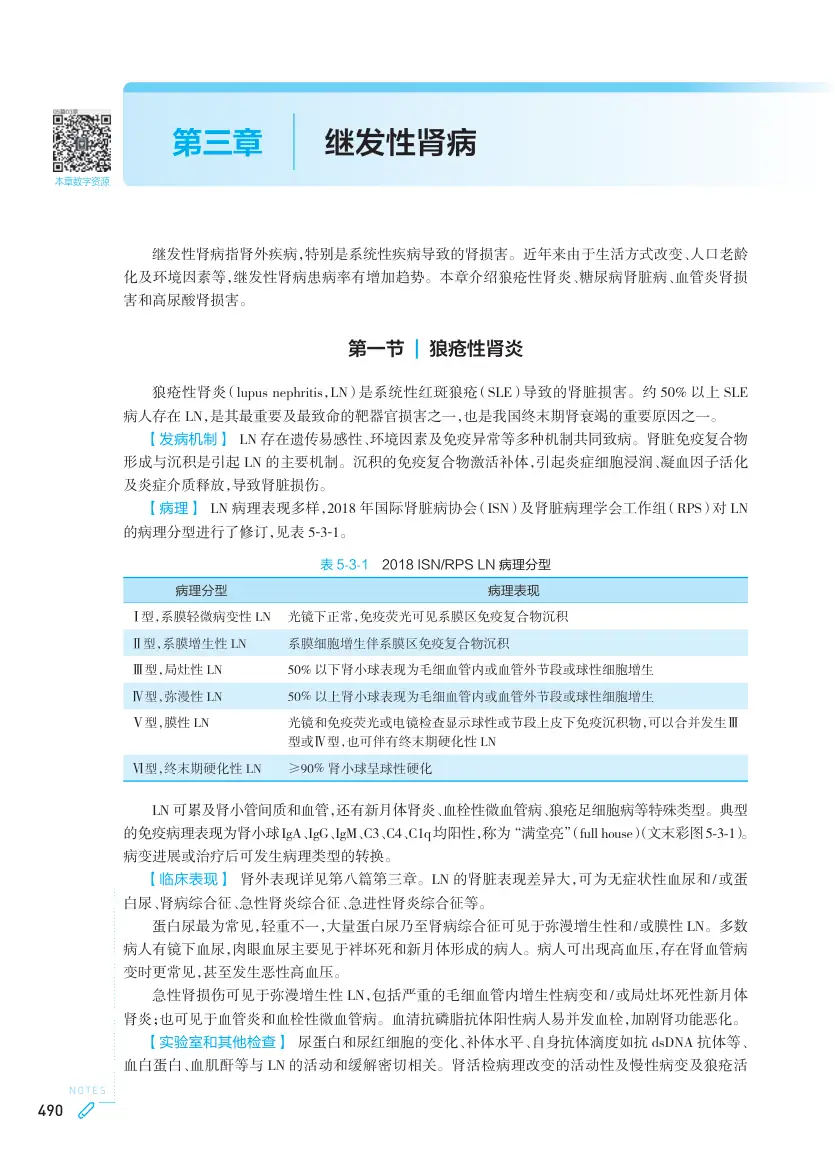 本章数字资源
第三章
继发性肾病
继发性肾病指肾外疾病,特别是系统性疾病导致的肾损害。近年来由于生活方式改变、人口老龄
化及环境因素等,继发性肾病患病率有增加趋势。本章介绍狼疮性肾炎、糖尿病肾脏病、血管炎肾损
害和高尿酸肾损害。
第一节 | 狼疮性肾炎
狼疮性肾炎(lupus nephritis,LN)是系统性红斑狼疮(SLE)导致的肾脏损害。约 50% 以上 SLE
病人存在 LN,是其最重要及最致命的靶器官损害之一,也是我国终末期肾衰竭的重要原因之一。
【发病机制】 LN 存在遗传易感性、环境因素及免疫异常等多种机制共同致病。肾脏免疫复合物
形成与沉积是引起 LN 的主要机制。沉积的免疫复合物激活补体,引起炎症细胞浸润、凝血因子活化
及炎症介质释放,导致肾脏损伤。
【病理】 LN 病理表现多样,2018 年国际肾脏病协会(ISN)及肾脏病理学会工作组(RPS)对 LN
的病理分型进行了修订,见表 5-3-1。
表 5-3-1 2018 ISN/RPS LN 病理分型
病理分型 病理表现
Ⅰ型,系膜轻微病变性 LN 光镜下正常,免疫荧光可见系膜区免疫复合物沉积
Ⅱ型,系膜增生性 LN 系膜细胞增生伴系膜区免疫复合物沉积
Ⅲ型,局灶性 LN 50% 以下肾小球表现为毛细血管内或血管外节段或球性细胞增生
Ⅳ型,弥漫性 LN 50% 以上肾小球表现为毛细血管内或血管外节段或球性细胞增生
Ⅴ型,膜性 LN 光镜和免疫荧光或电镜检查显示球性或节段上皮下免疫沉积物,可以合并发生Ⅲ
型或Ⅳ型,也可伴有终末期硬化性 LN
Ⅵ型,终末期硬化性 LN ≥90% 肾小球呈球性硬化
LN 可累及肾小管间质和血管,还有新月体肾炎、血栓性微血管病、狼疮足细胞病等特殊类型。典型
的免疫病理表现为肾小球IgA、IgG、IgM、C3、C4、C1q均阳性,称为 “满堂亮”(full house)(文末彩图5-3-1)。
病变进展或治疗后可发生病理类型的转换。
【临床表现】 肾外表现详见第八篇第三章。LN 的肾脏表现差异大,可为无症状性血尿和/或蛋
白尿、肾病综合征、急性肾炎综合征、急进性肾炎综合征等。
蛋白尿最为常见,轻重不一,大量蛋白尿乃至肾病综合征可见于弥漫增生性和/或膜性 LN。多数
病人有镜下血尿,肉眼血尿主要见于袢坏死和新月体形成的病人。病人可出现高血压,存在肾血管病
变时更常见,甚至发生恶性高血压。
急性肾损伤可见于弥漫增生性 LN,包括严重的毛细血管内增生性病变和/或局灶坏死性新月体
肾炎;也可见于血管炎和血栓性微血管病。血清抗磷脂抗体阳性病人易并发血栓,加剧肾功能恶化。
【实验室和其他检查】 尿蛋白和尿红细胞的变化、补体水平、自身抗体滴度如抗 dsDNA 抗体等、
血白蛋白、血肌酐等与 LN 的活动和缓解密切相关。肾活检病理改变的活动性及慢性病变及狼疮活
NOTES
490